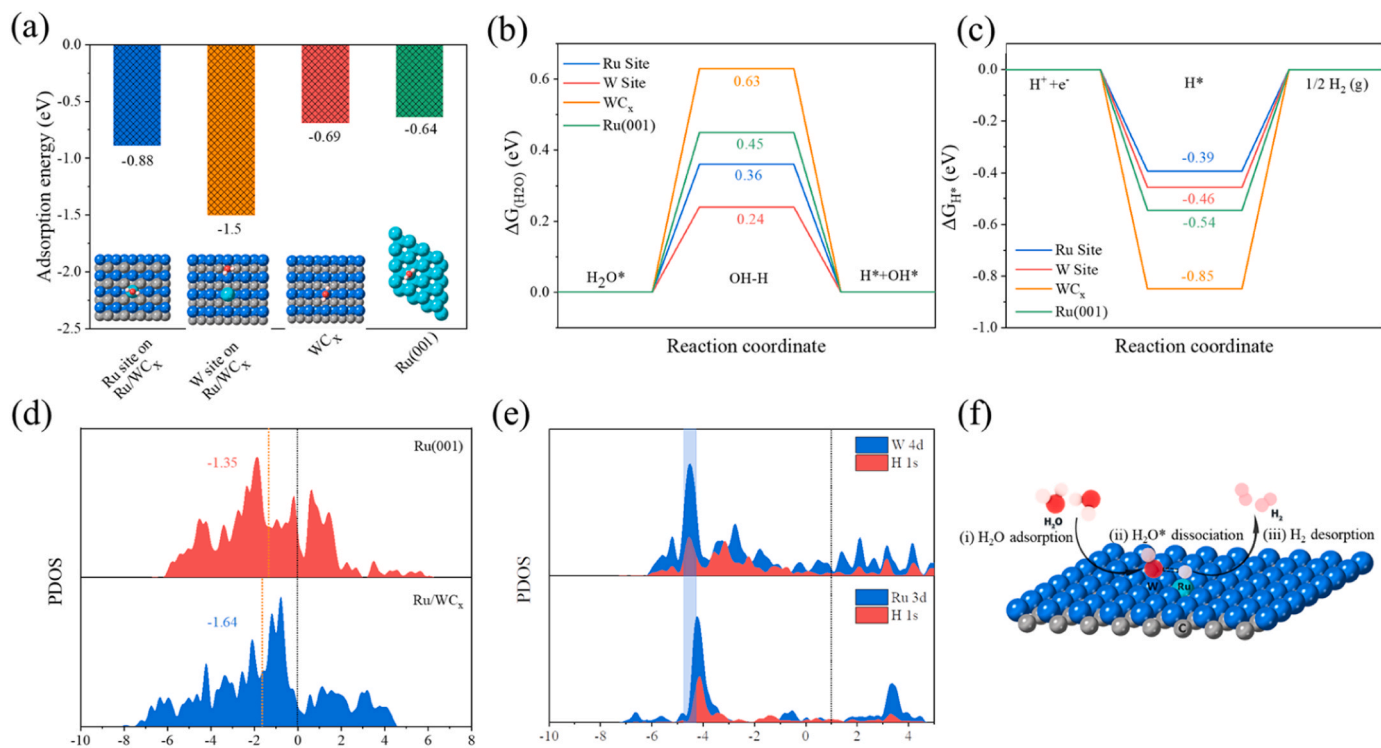 (a)
Adsorption energy (eV)
0.0
-0.5
-1.0
-1.5
-2.0
-2.5
-0.88
-1.5
-0.69
-0.64
Ru site on
Ru/WCx
W site on
Ru/WCx
WCx
Ru(001)
(b)
ΔG(H2O) (eV)
0.6
0.4
0.2
0.0
Ru Site
W Site
WCx
Ru(001)
0.63
0.45
0.36
0.24
H2O*
OH-H
H*+OH*
Reaction coordinate
(c)
ΔGH* (eV)
0.0
-0.2
-0.4
-0.6
-0.8
-1.0
H+ +e-
H*
1/2 H2 (g)
-0.39
-0.46
-0.54
-0.85
Ru Site
W Site
WCx
Ru(001)
Reaction coordinate
(d)
PDOS
Ru(001)
-1.35
Ru/WCx
-1.64
-8 -6 -4 -2 0 2 4 6 8
(e)
PDOS
W 4d
H 1s
Ru 3d
H 1s
-6 -4 -2 0 2 4
(f)
H2O
H2
(i) H2O adsorption
(ii) H2O* dissociation
(iii) H2 desorption
W
Ru
C